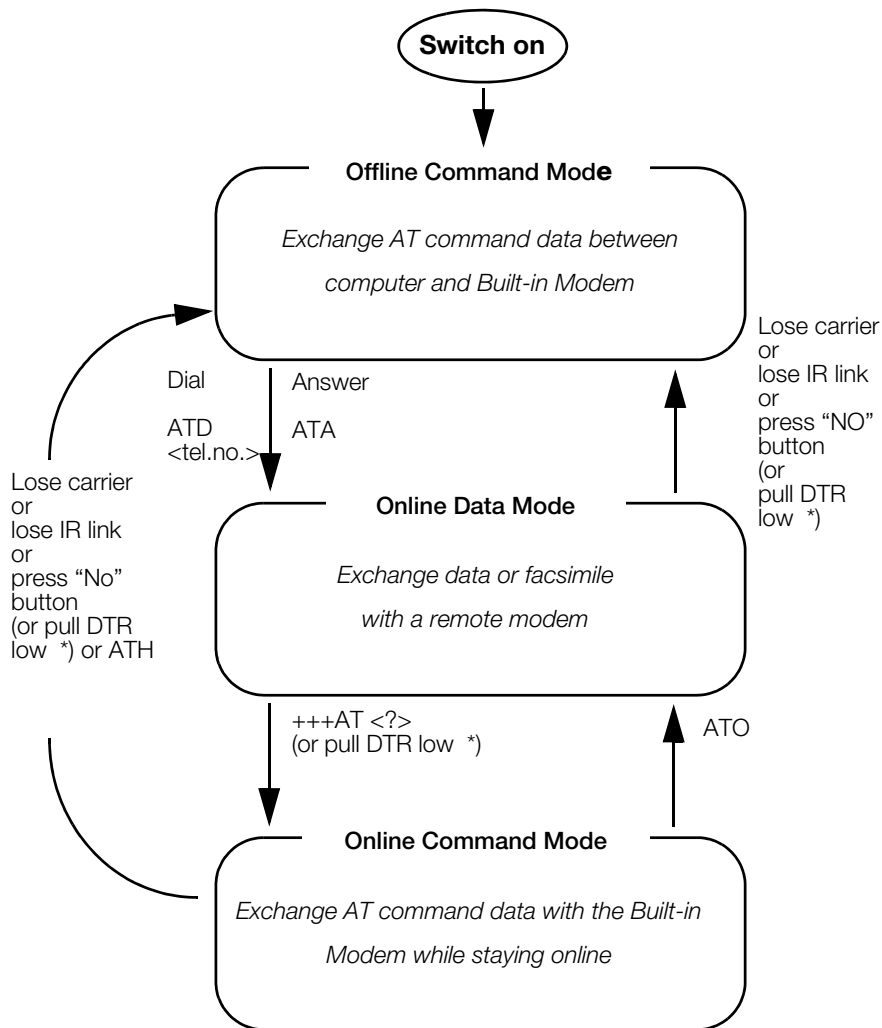 Switch on
Offline Command Mode
Exchange AT command data between
computer and Built-in Modem
Lose carrier
or
lose IR link
or
press “NO”
button
(or
pull DTR
low *)
Dial
Answer
ATD
<tel.no.>
ATA
Lose carrier
or
lose IR link
or
press “No”
button
(or pull DTR
low *) or ATH
Online Data Mode
Exchange data or facsimile
with a remote modem
+++AT <?>
(or pull DTR low *)
ATO
Online Command Mode
Exchange AT command data with the Built-in
Modem while staying online